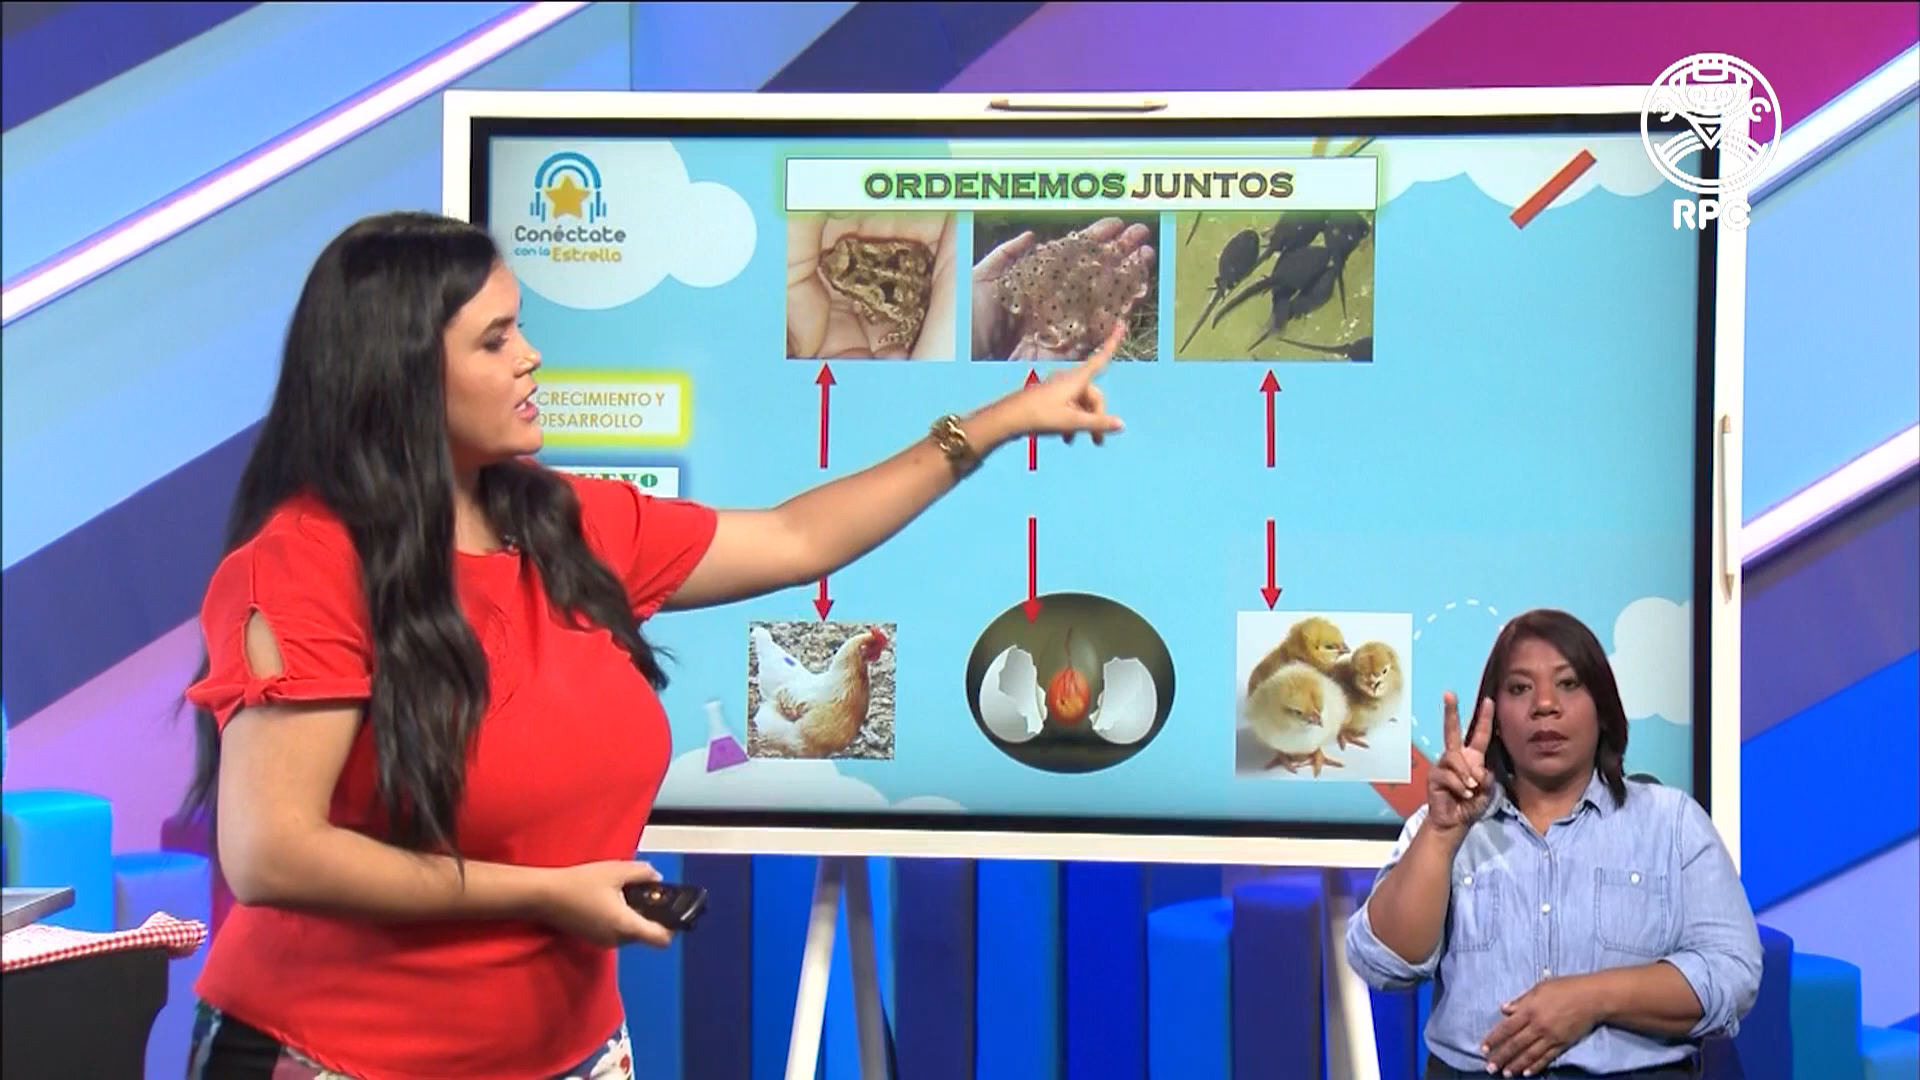 ORDENEMOS JUNTOS
RPC
Conéctate
con la Estrella
CRECIMIENTO Y
DESARROLLO